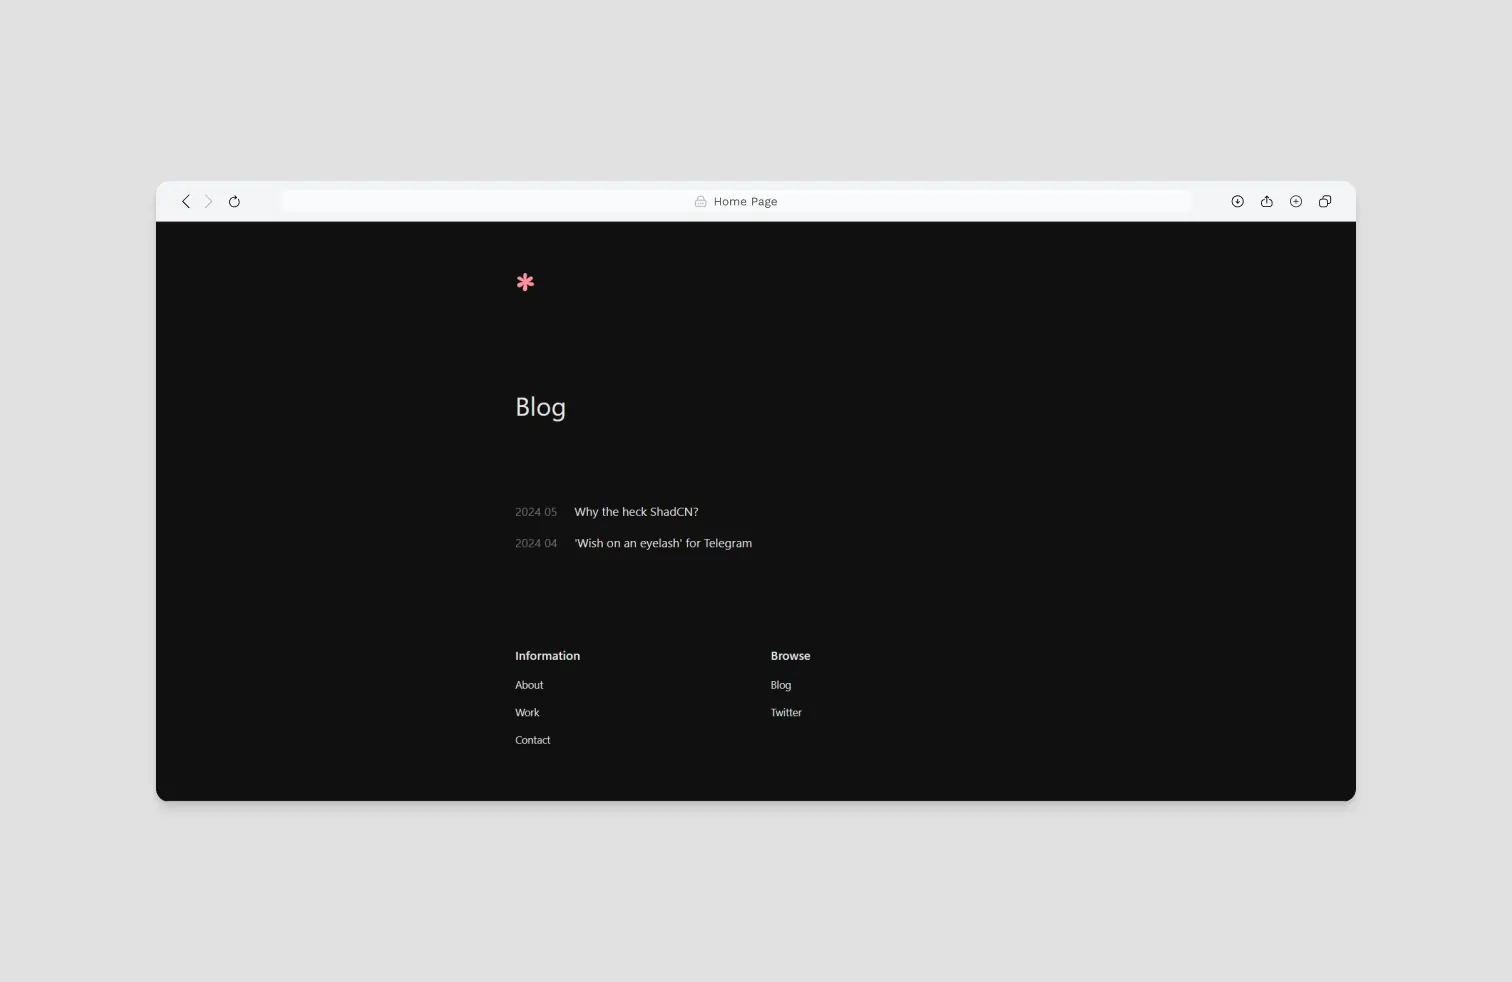 Home Page
Blog
2024 05 Why the heck ShadCN?
2024 04 'Wish on an eyelash' for Telegram
Information
About
Work
Contact
Browse
Blog
Twitter